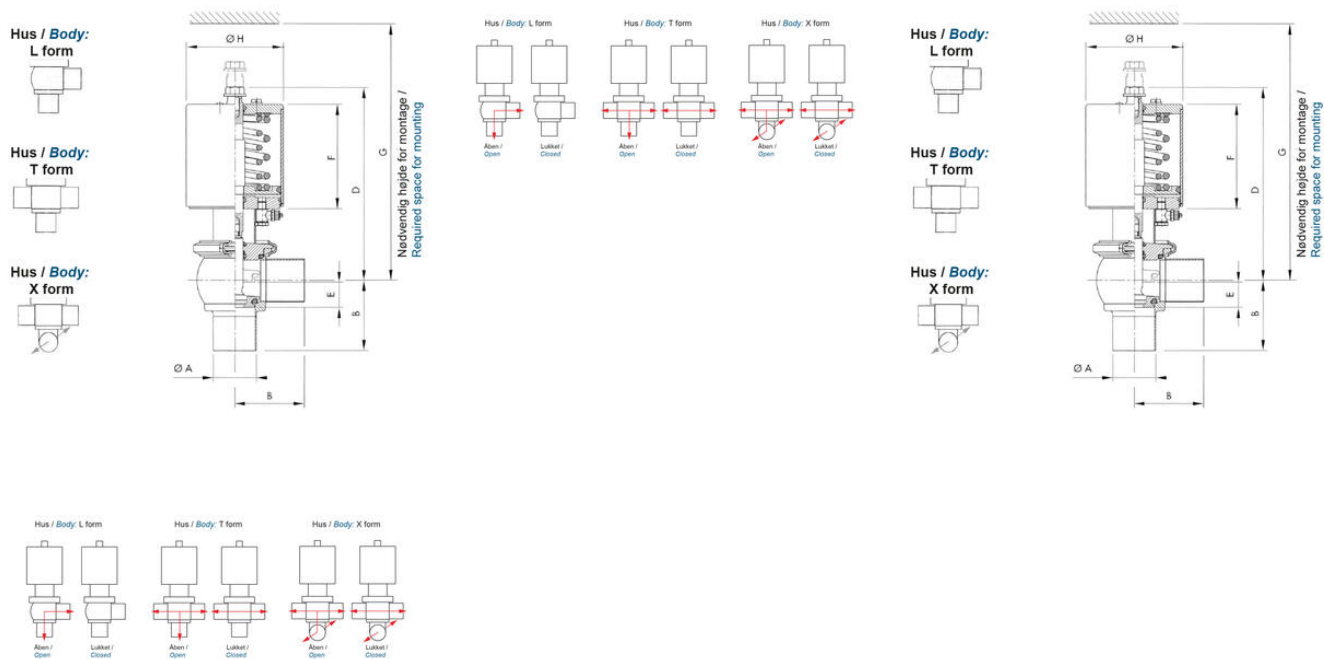 Hus / Body:
L form
Hus / Body:
T form
Hus / Body:
X form
Ø H
F
D
G
E
B
Ø A
B
Nødvendig højde for montage /
Required space for mounting
Hus / Body: L form
Hus / Body: T form
Hus / Body: X form
Åben /
Open
Lukket /
Closed
Åben /
Open
Lukket /
Closed
Åben /
Open
Lukket /
Closed
Hus / Body:
L form
Hus / Body:
T form
Hus / Body:
X form
Ø H
F
D
G
E
B
Ø A
B
Nødvendig højde for montage /
Required space for mounting
Hus / Body: L form
Hus / Body: T form
Hus / Body: X form
Åben /
Open
Lukket /
Closed
Åben /
Open
Lukket /
Closed
Åben /
Open
Lukket /
Closed